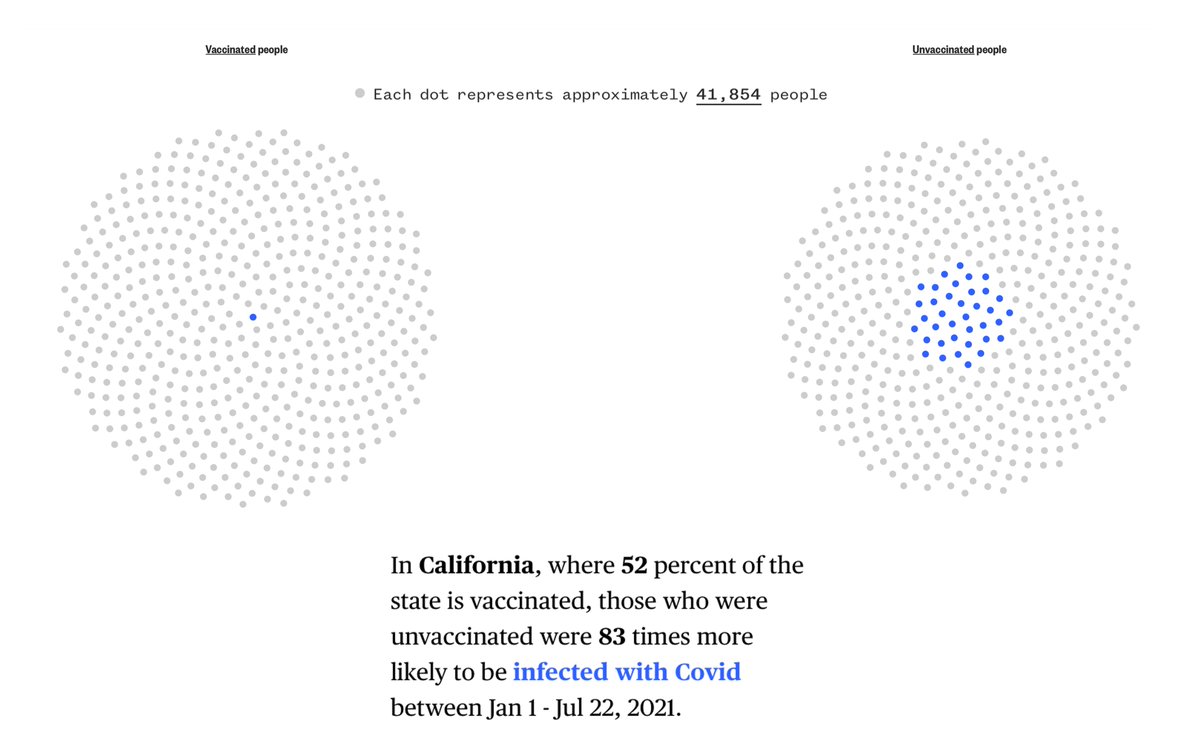 Vaccinated people
Unvaccinated people
Each dot represents approximately 41,854 people
In California, where 52 percent of the
state is vaccinated, those who were
unvaccinated were 83 times more
likely to be infected with Covid
between Jan 1 - Jul 22, 2021.